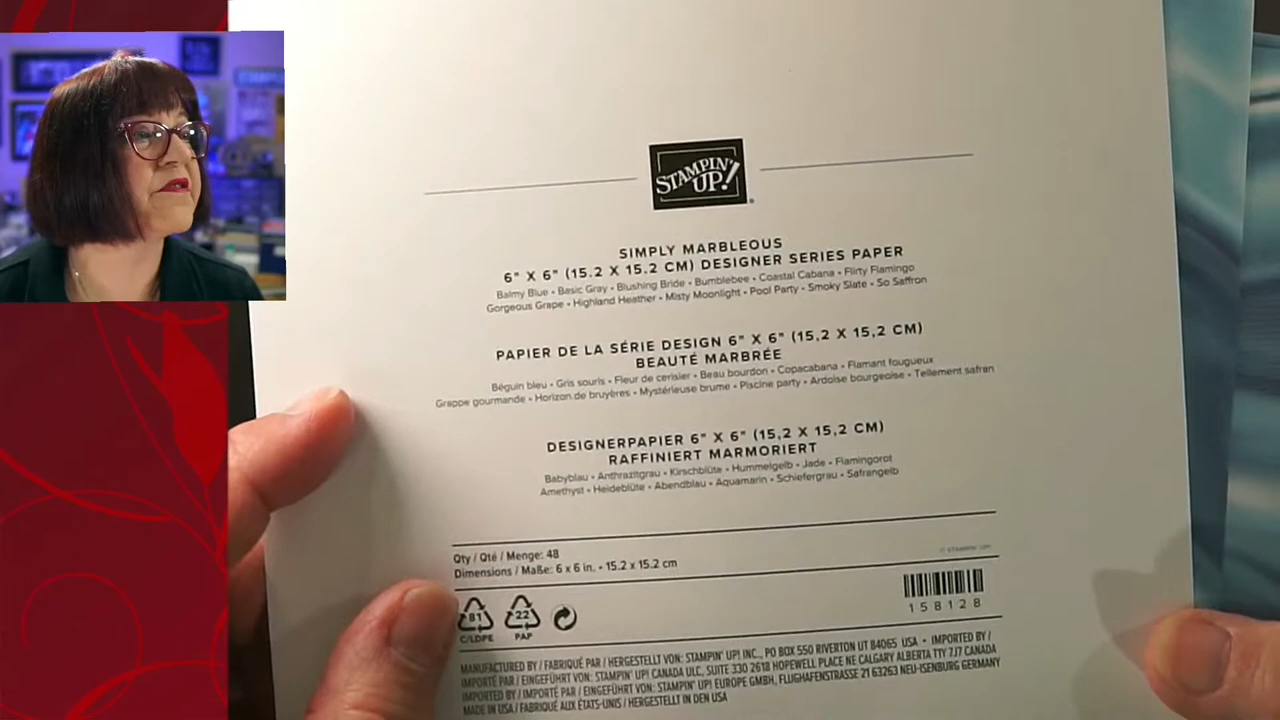 STAMPIN' UP!
SIMPLY MARBLEOUS
6" X 6" (15.2 X 15.2 CM) DESIGNER SERIES PAPER
Balmy Blue • Basic Gray • Blushing Bride • Bumblebee • Coastal Cabana • Flirty Flamingo
Gorgeous Grape • Highland Heather • Misty Moonlight • Pool Party • Smoky Slate • So Saffron
PAPIER DE LA SÉRIE DESIGN 6" X 6" (15,2 X 15,2 CM)
BEAUTÉ MARBRÉE
Béguin bleu • Gris souris • Fleur de cerisier • Beau bourdon • Copacabana • Flamant fougueux
Grappe gourmande • Horizon de bruyères • Mystérieuse brume • Piscine party • Ardoise bourgeoise • Tellement safran
DESIGNERPAPIER 6" X 6" (15,2 X 15,2 CM)
RAFFINIERT MARMORIERT
Babyblau • Anthrazitgrau • Kirschblüte • Hummelgelb • Jade • Flamingorot
Amethyst • Heideblüte • Abendblau • Aquamarin • Schiefergrau • Safrangelb
Qty / Qté / Menge: 48
Dimensions / Maße: 6 x 6 in. • 15.2 x 15.2 cm
© STAMPIN' UP!
81
C/LDPE
22
PAP
158128
MANUFACTURED BY / FABRIQUÉ PAR / HERGESTELLT VON: STAMPIN' UP! INC., PO BOX 550 RIVERTON UT 84065 USA • IMPORTED BY /
IMPORTÉ PAR / EINGEFÜHRT VON: STAMPIN' UP! CANADA ULC, SUITE 330 2618 HOPEWELL PLACE NE CALGARY ALBERTA T1Y 7J7 CANADA
IMPORTED BY / IMPORTÉ PAR / EINGEFÜHRT VON: STAMPIN' UP! EUROPE GMBH, FLUGHAFENSTRASSE 21 63263 NEU-ISENBURG GERMANY
MADE IN USA / FABRIQUÉ AUX ÉTATS-UNIS / HERGESTELLT IN DEN USA